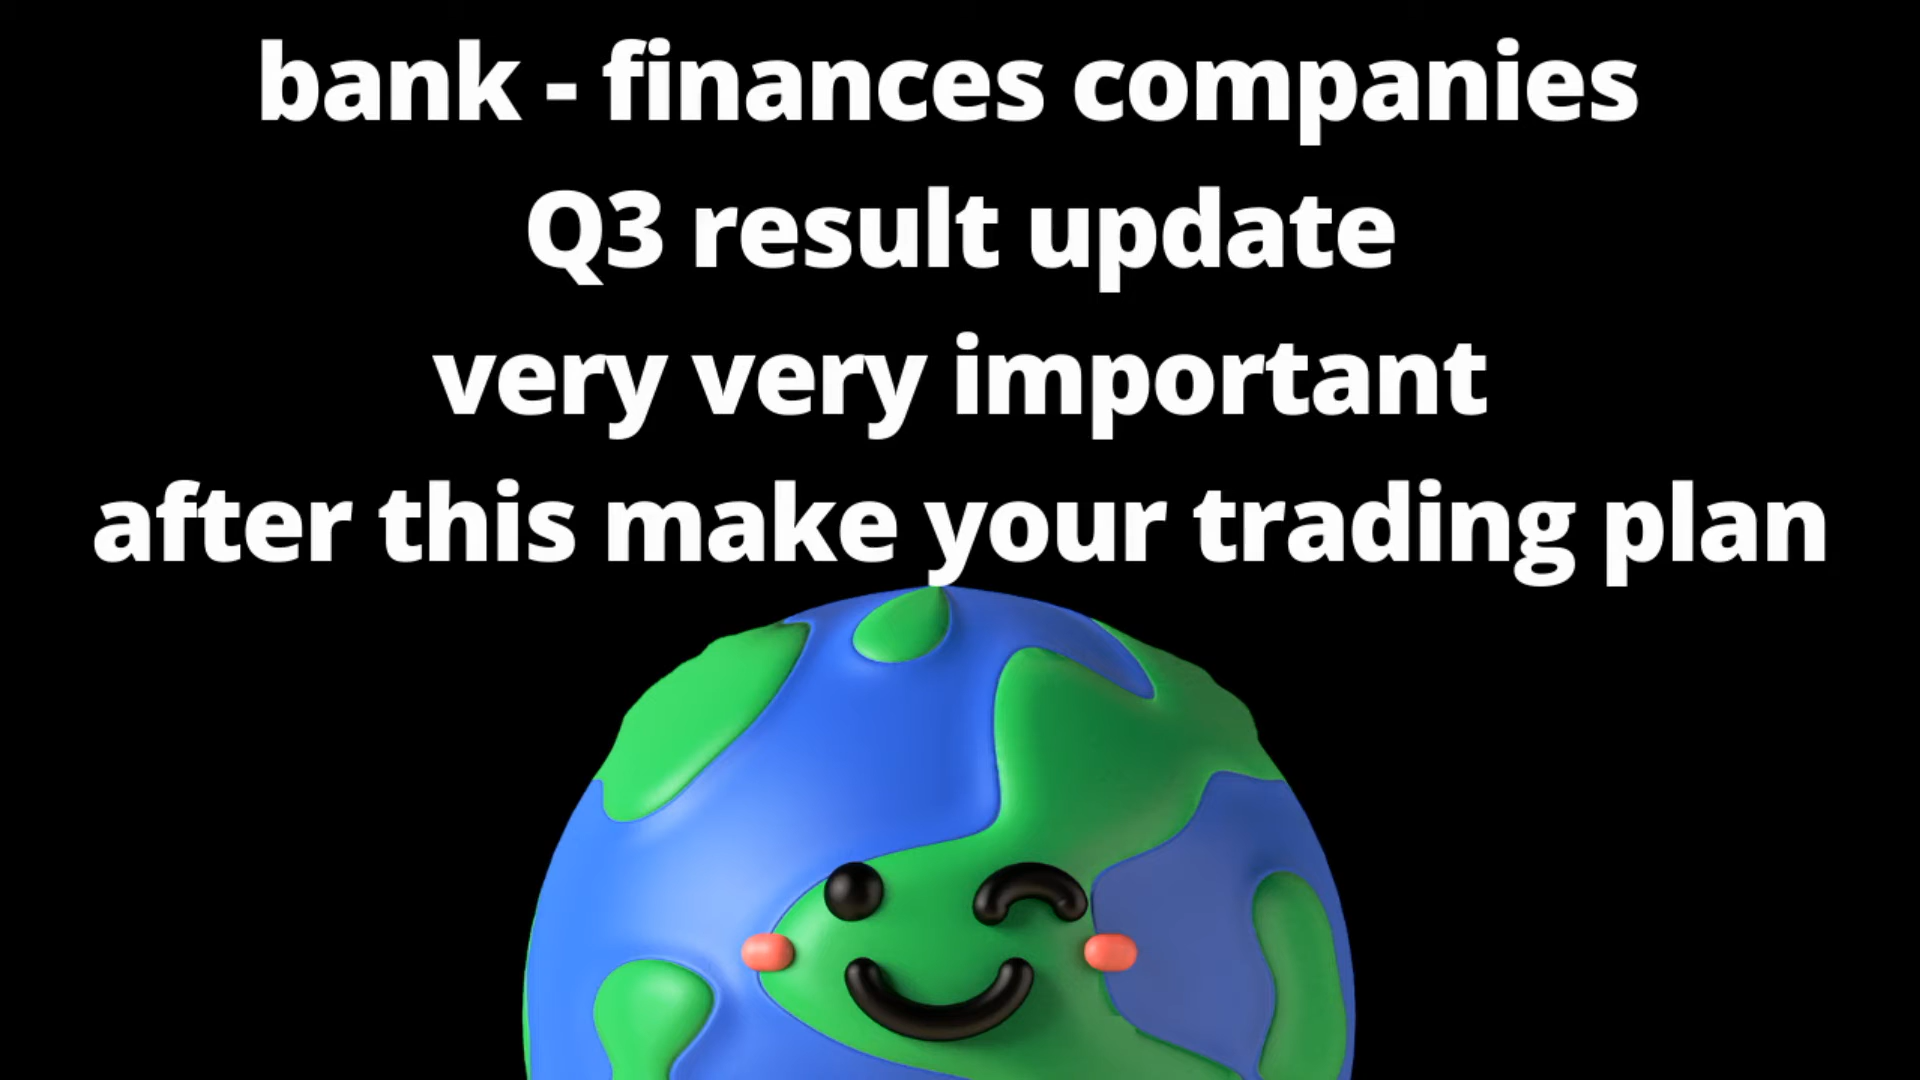 bank - finances companies
Q3 result update
very very important
after this make your trading plan